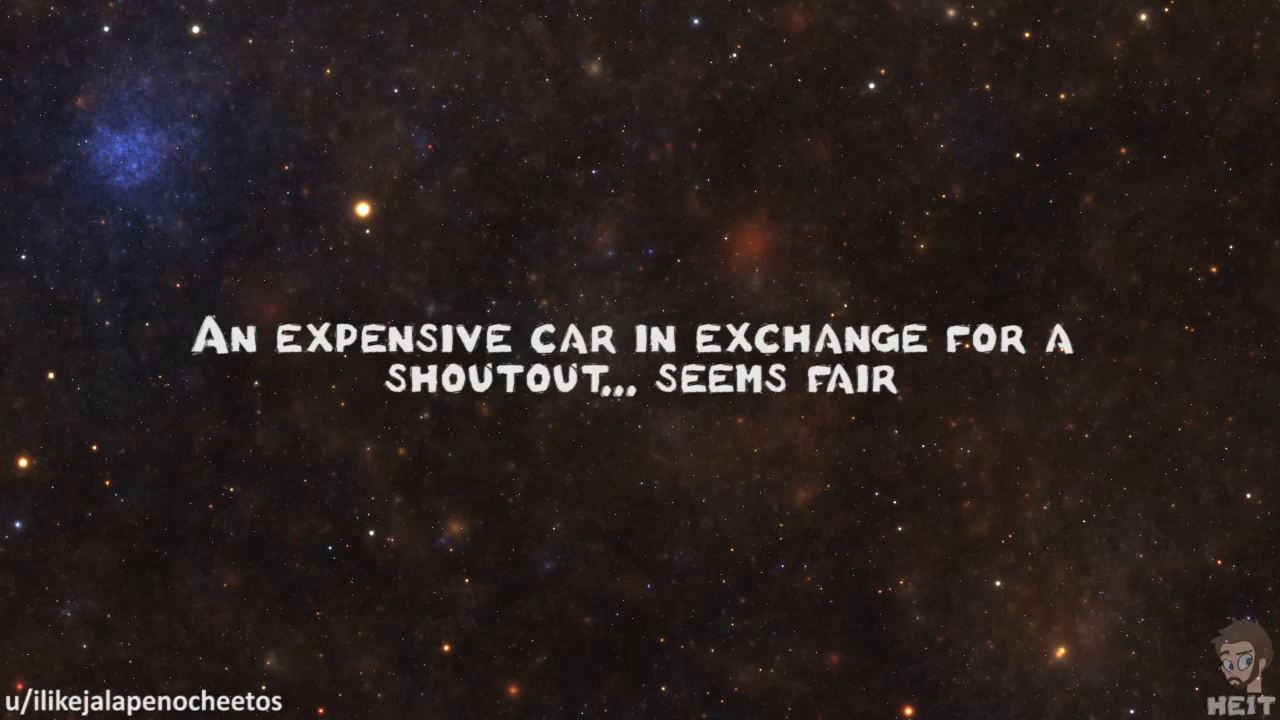 An expensive car in exchange for a
shoutout... seems fair
u/ilikejalapenocheetos
HEIT